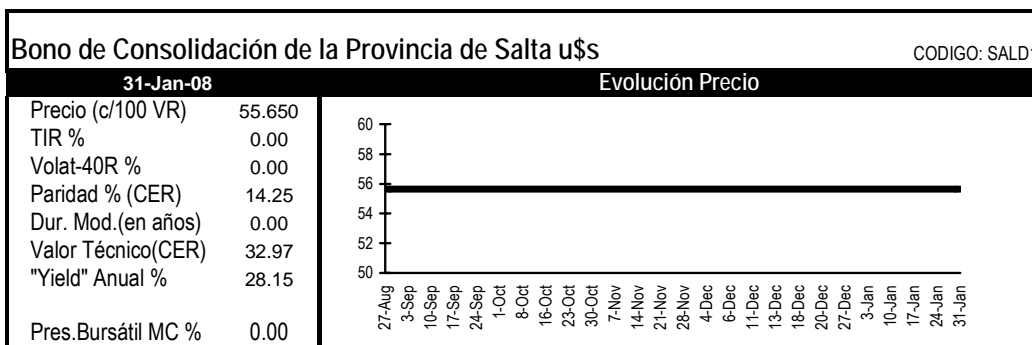 Bono de Consolidación de la Provincia de Salta u$s CODIGO: SALD1
31-Jan-08 Evolución Precio
Precio (c/100 VR) 55.650
TIR % 0.00
Volat-40R % 0.00
Paridad % (CER) 14.25
Dur. Mod.(en años) 0.00
Valor Técnico(CER) 32.97
"Yield" Anual % 28.15
Pres.Bursátil MC % 0.00
60
58
56
54
52
50
27-Aug
3-Sep
10-Sep
17-Sep
24-Sep
1-Oct
8-Oct
16-Oct
23-Oct
30-Oct
7-Nov
14-Nov
21-Nov
28-Nov
4-Dec
6-Dec
11-Dec
13-Dec
18-Dec
20-Dec
27-Dec
3-Jan
10-Jan
17-Jan
24-Jan
31-Jan